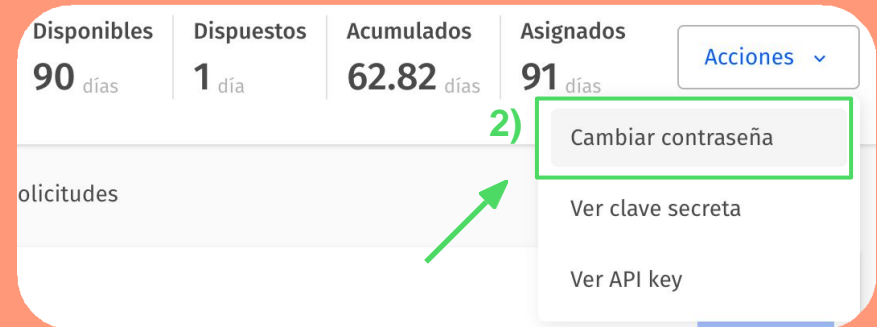 Disponibles Dispuestos Acumulados Asignados
90 días 1 día 62.82 días 91 días
Acciones
2)
Cambiar contraseña
olicitudes
Ver clave secreta
Ver API key